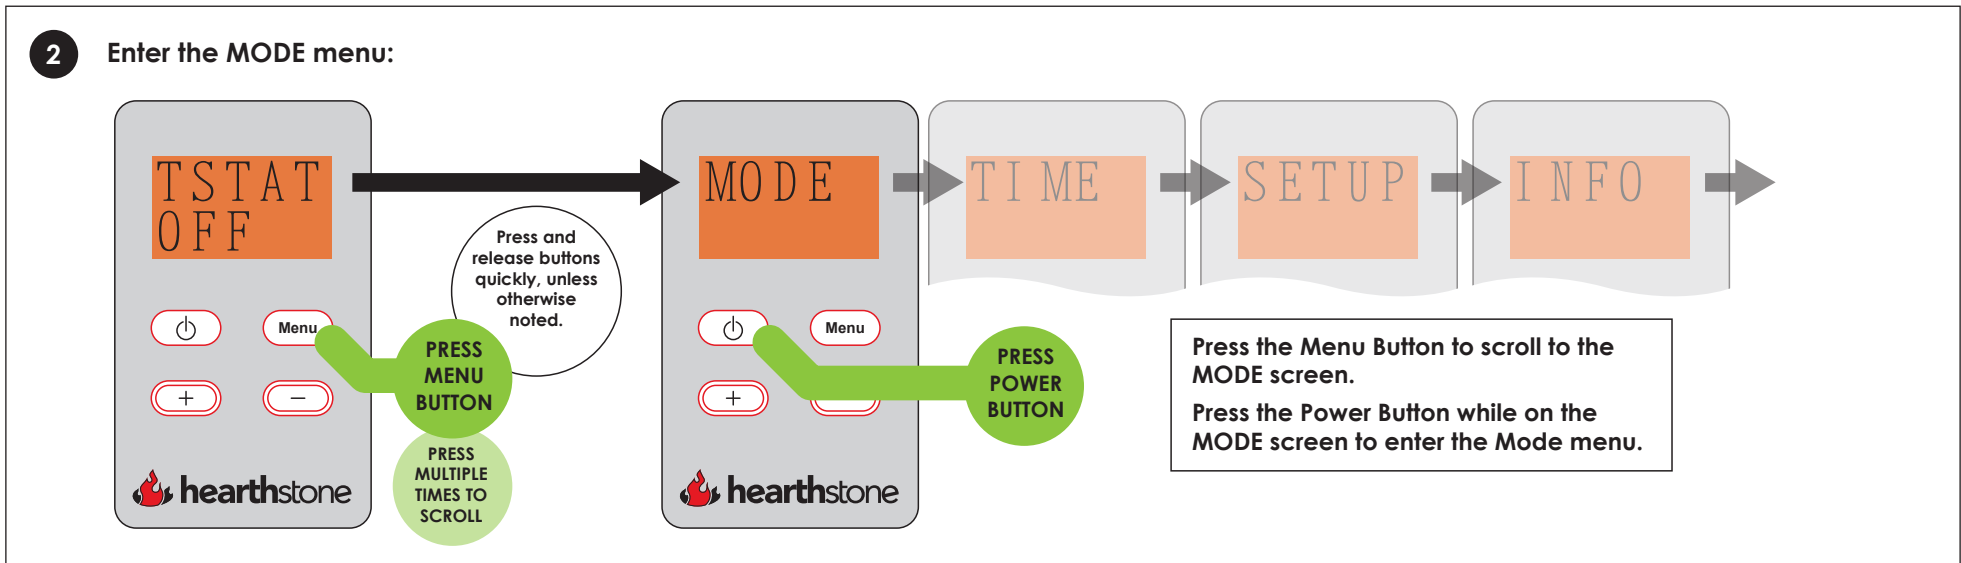 2 Enter the MODE menu:
TSTAT
OFF
Menu
+ −
hearthstone
Press and
release buttons
quickly, unless
otherwise
noted.
PRESS
MENU
BUTTON
PRESS
MULTIPLE
TIMES TO
SCROLL
MODE
Menu
+
hearthstone
PRESS
POWER
BUTTON
TIME
SETUP
INFO
Press the Menu Button to scroll to the
MODE screen.
Press the Power Button while on the
MODE screen to enter the Mode menu.